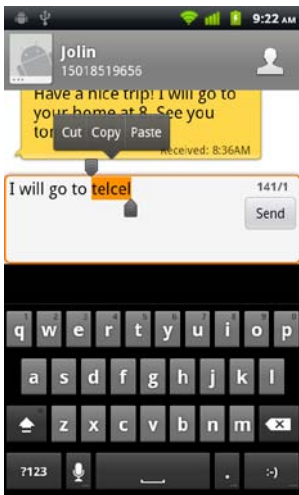 9:22 AM
Jolin
15018519656
Have a nice trip! I will go to
your home at 8. See you
Cut Copy Paste
Received: 8:36AM
I will go to telcel
141/1
Send
q w e r t y u i o p
a s d f g h j k l
z x c v b n m
?123 . :-)